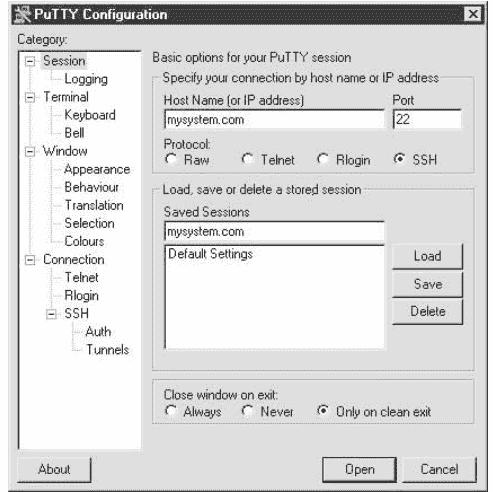 PuTTY Configuration
Category:
Session
Logging
Terminal
Keyboard
Bell
Window
Appearance
Behaviour
Translation
Selection
Colours
Connection
Telnet
Rlogin
SSH
Auth
Tunnels
Basic options for your PuTTY session
Specify your connection by host name or IP address
Host Name (or IP address) Port
mysystem.com 22
Protocol:
Raw Telnet Rlogin SSH
Load, save or delete a stored session
Saved Sessions
mysystem.com
Default Settings
Load
Save
Delete
Close window on exit:
Always Never Only on clean exit
About Open Cancel